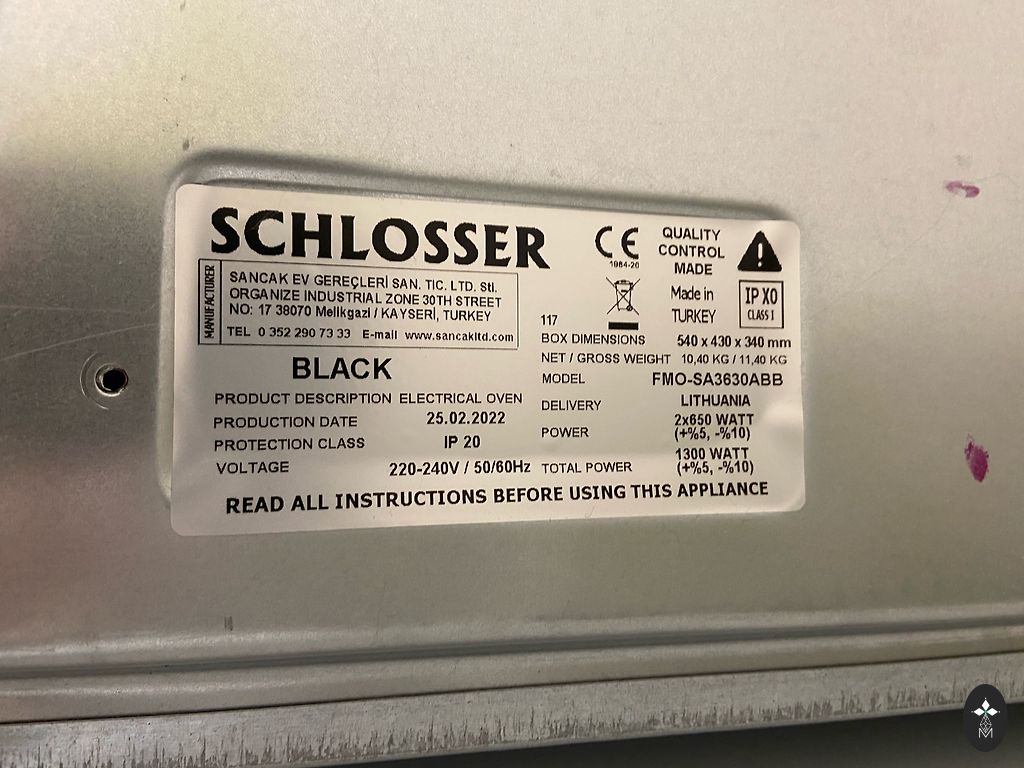 SCHLOSSER
MANUFACTURER
SANCAK EV GEREÇLERİ SAN. TIC. LTD. Sti.
ORGANIZE INDUSTRIAL ZONE 30TH STREET
NO: 17 38070 Melikgazi / KAYSERİ, TURKEY
TEL 0 352 290 73 33 E-mail www.sancakltd.com
CE
1984-20
QUALITY
CONTROL
MADE
Made in
TURKEY
IP X0
CLASS I
BLACK
PRODUCT DESCRIPTION ELECTRICAL OVEN
PRODUCTION DATE 25.02.2022
PROTECTION CLASS IP 20
VOLTAGE 220-240V / 50/60Hz
117
BOX DIMENSIONS 540 x 430 x 340 mm
NET / GROSS WEIGHT 10,40 KG / 11,40 KG
MODEL FMO-SA3630ABB
DELIVERY LITHUANIA
POWER 2x650 WATT
(+%5, -%10)
TOTAL POWER 1300 WATT
(+%5, -%10)
READ ALL INSTRUCTIONS BEFORE USING THIS APPLIANCE
M